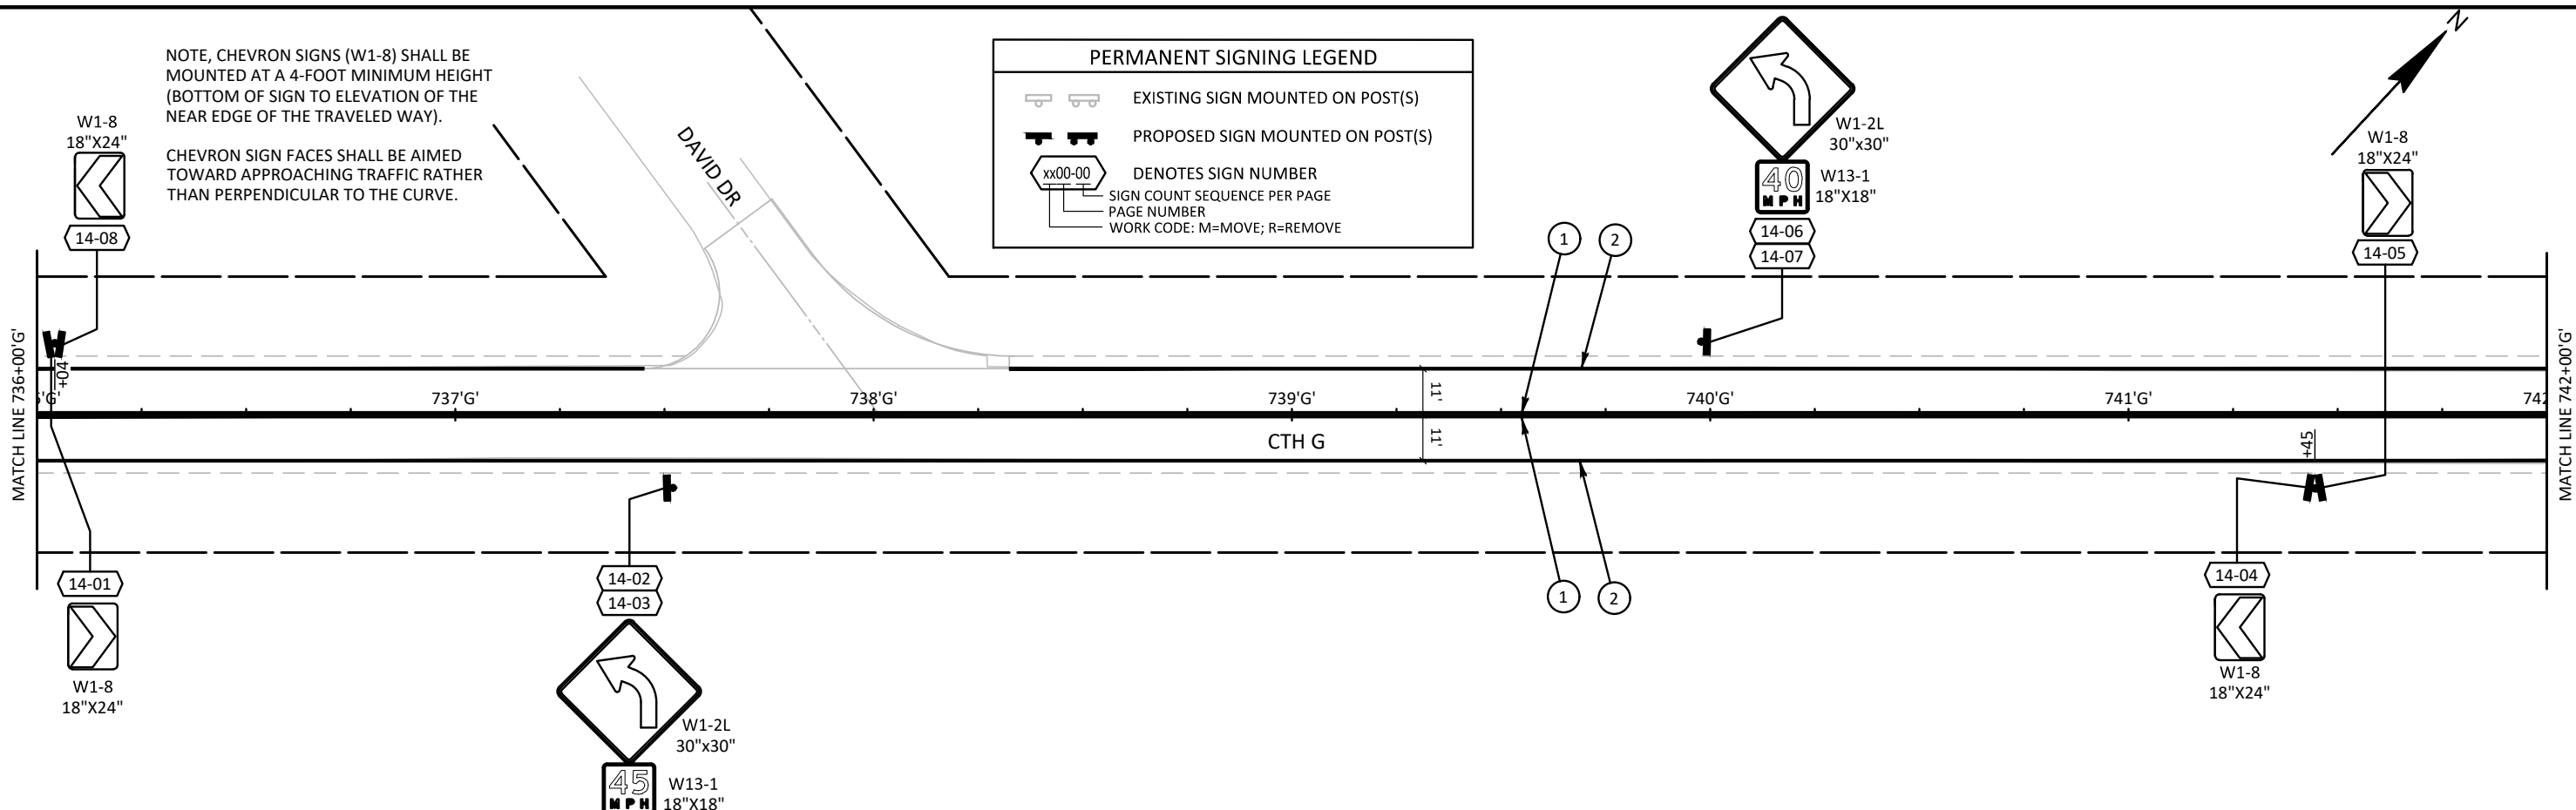 NOTE, CHEVRON SIGNS (W1-8) SHALL BE
MOUNTED AT A 4-FOOT MINIMUM HEIGHT
(BOTTOM OF SIGN TO ELEVATION OF THE
NEAR EDGE OF THE TRAVELED WAY).
CHEVRON SIGN FACES SHALL BE AIMED
TOWARD APPROACHING TRAFFIC RATHER
THAN PERPENDICULAR TO THE CURVE.
W1-8
18"X24"
14-08
DAVID DR
PERMANENT SIGNING LEGEND
EXISTING SIGN MOUNTED ON POST(S)
PROPOSED SIGN MOUNTED ON POST(S)
xx00-00
DENOTES SIGN NUMBER
SIGN COUNT SEQUENCE PER PAGE
PAGE NUMBER
WORK CODE: M=MOVE; R=REMOVE
W1-2L
30"x30"
40
MPH
W13-1
18"X18"
14-06
14-07
N
W1-8
18"X24"
14-05
1
2
MATCH LINE 736+00'G'
+04
'G'
737'G'
738'G'
739'G'
740'G'
741'G'
742
11'
11'
CTH G
+45
MATCH LINE 742+00'G'
14-01
W1-8
18"X24"
14-02
14-03
W1-2L
30"x30"
45
MPH
W13-1
18"X18"
1
2
14-04
W1-8
18"X24"